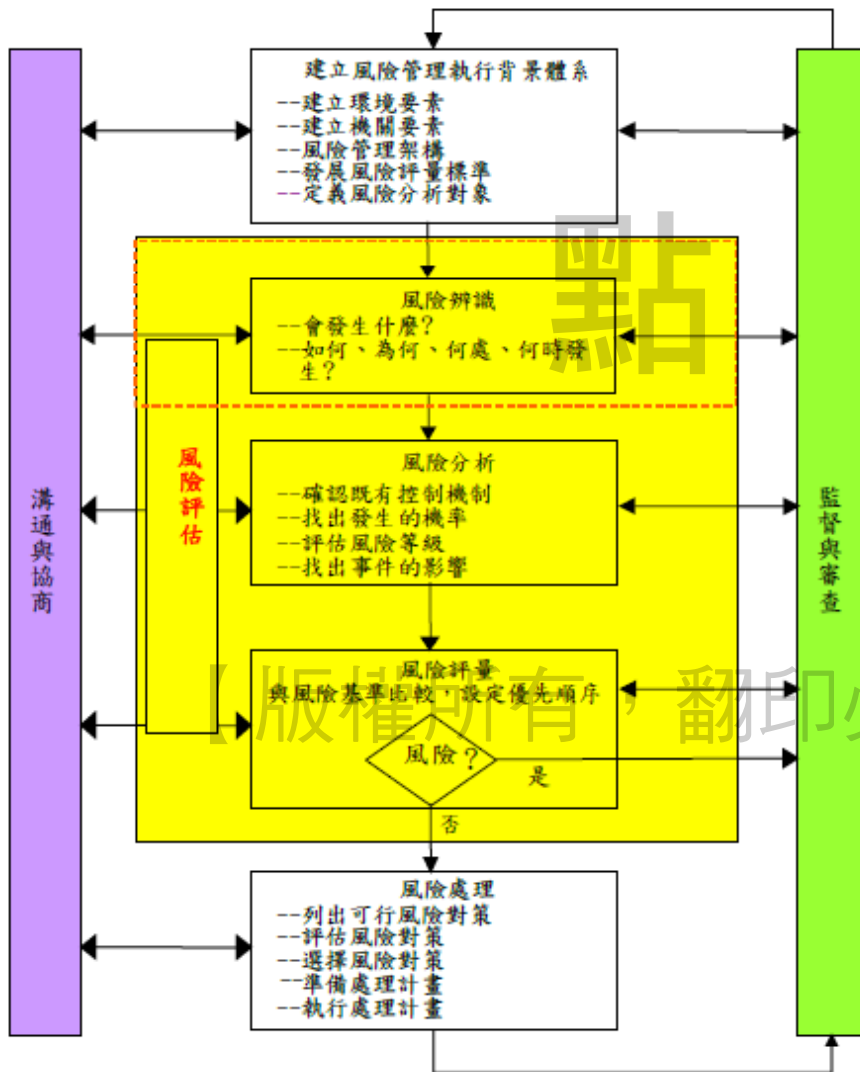 建立風險管理執行背景體系
--建立環境要素
--建立機關要素
--風險管理架構
--發展風險評量標準
--定義風險分析對象
點
風險辨識
--會發生什麼?
--如何、為何、何處、何時發
生?
風險評估
風險分析
--確認既有控制機制
--找出發生的機率
--評估風險等級
--找出事件的影響
溝通與協商
監督與審查
風險評量
與風險基準比較，設定優先順序
【版權所有，翻印必
風險?
是
否
風險處理
--列出可行風險對策
--評估風險對策
--選擇風險對策
--準備處理計畫
--執行處理計畫